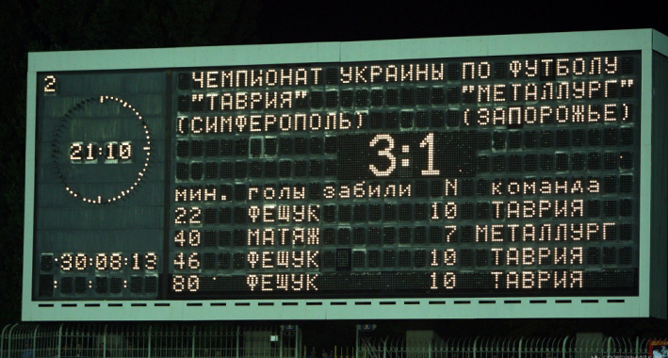 2
ЧЕМПИОНАТ УКРАИНЫ ПО ФУТБОЛУ
"ТАВРИЯ" "МЕТАЛЛУРГ"
(СИМФЕРОПОЛЬ) (ЗАПОРОЖЬЕ)
21:10
3:1
мин. голы забили N команда
22 ФЕЩУК 10 ТАВРИЯ
40 МАТЯЖ 7 МЕТАЛЛУРГ
30:08:13 46 ФЕЩУК 10 ТАВРИЯ
80 ФЕЩУК 10 ТАВРИЯ